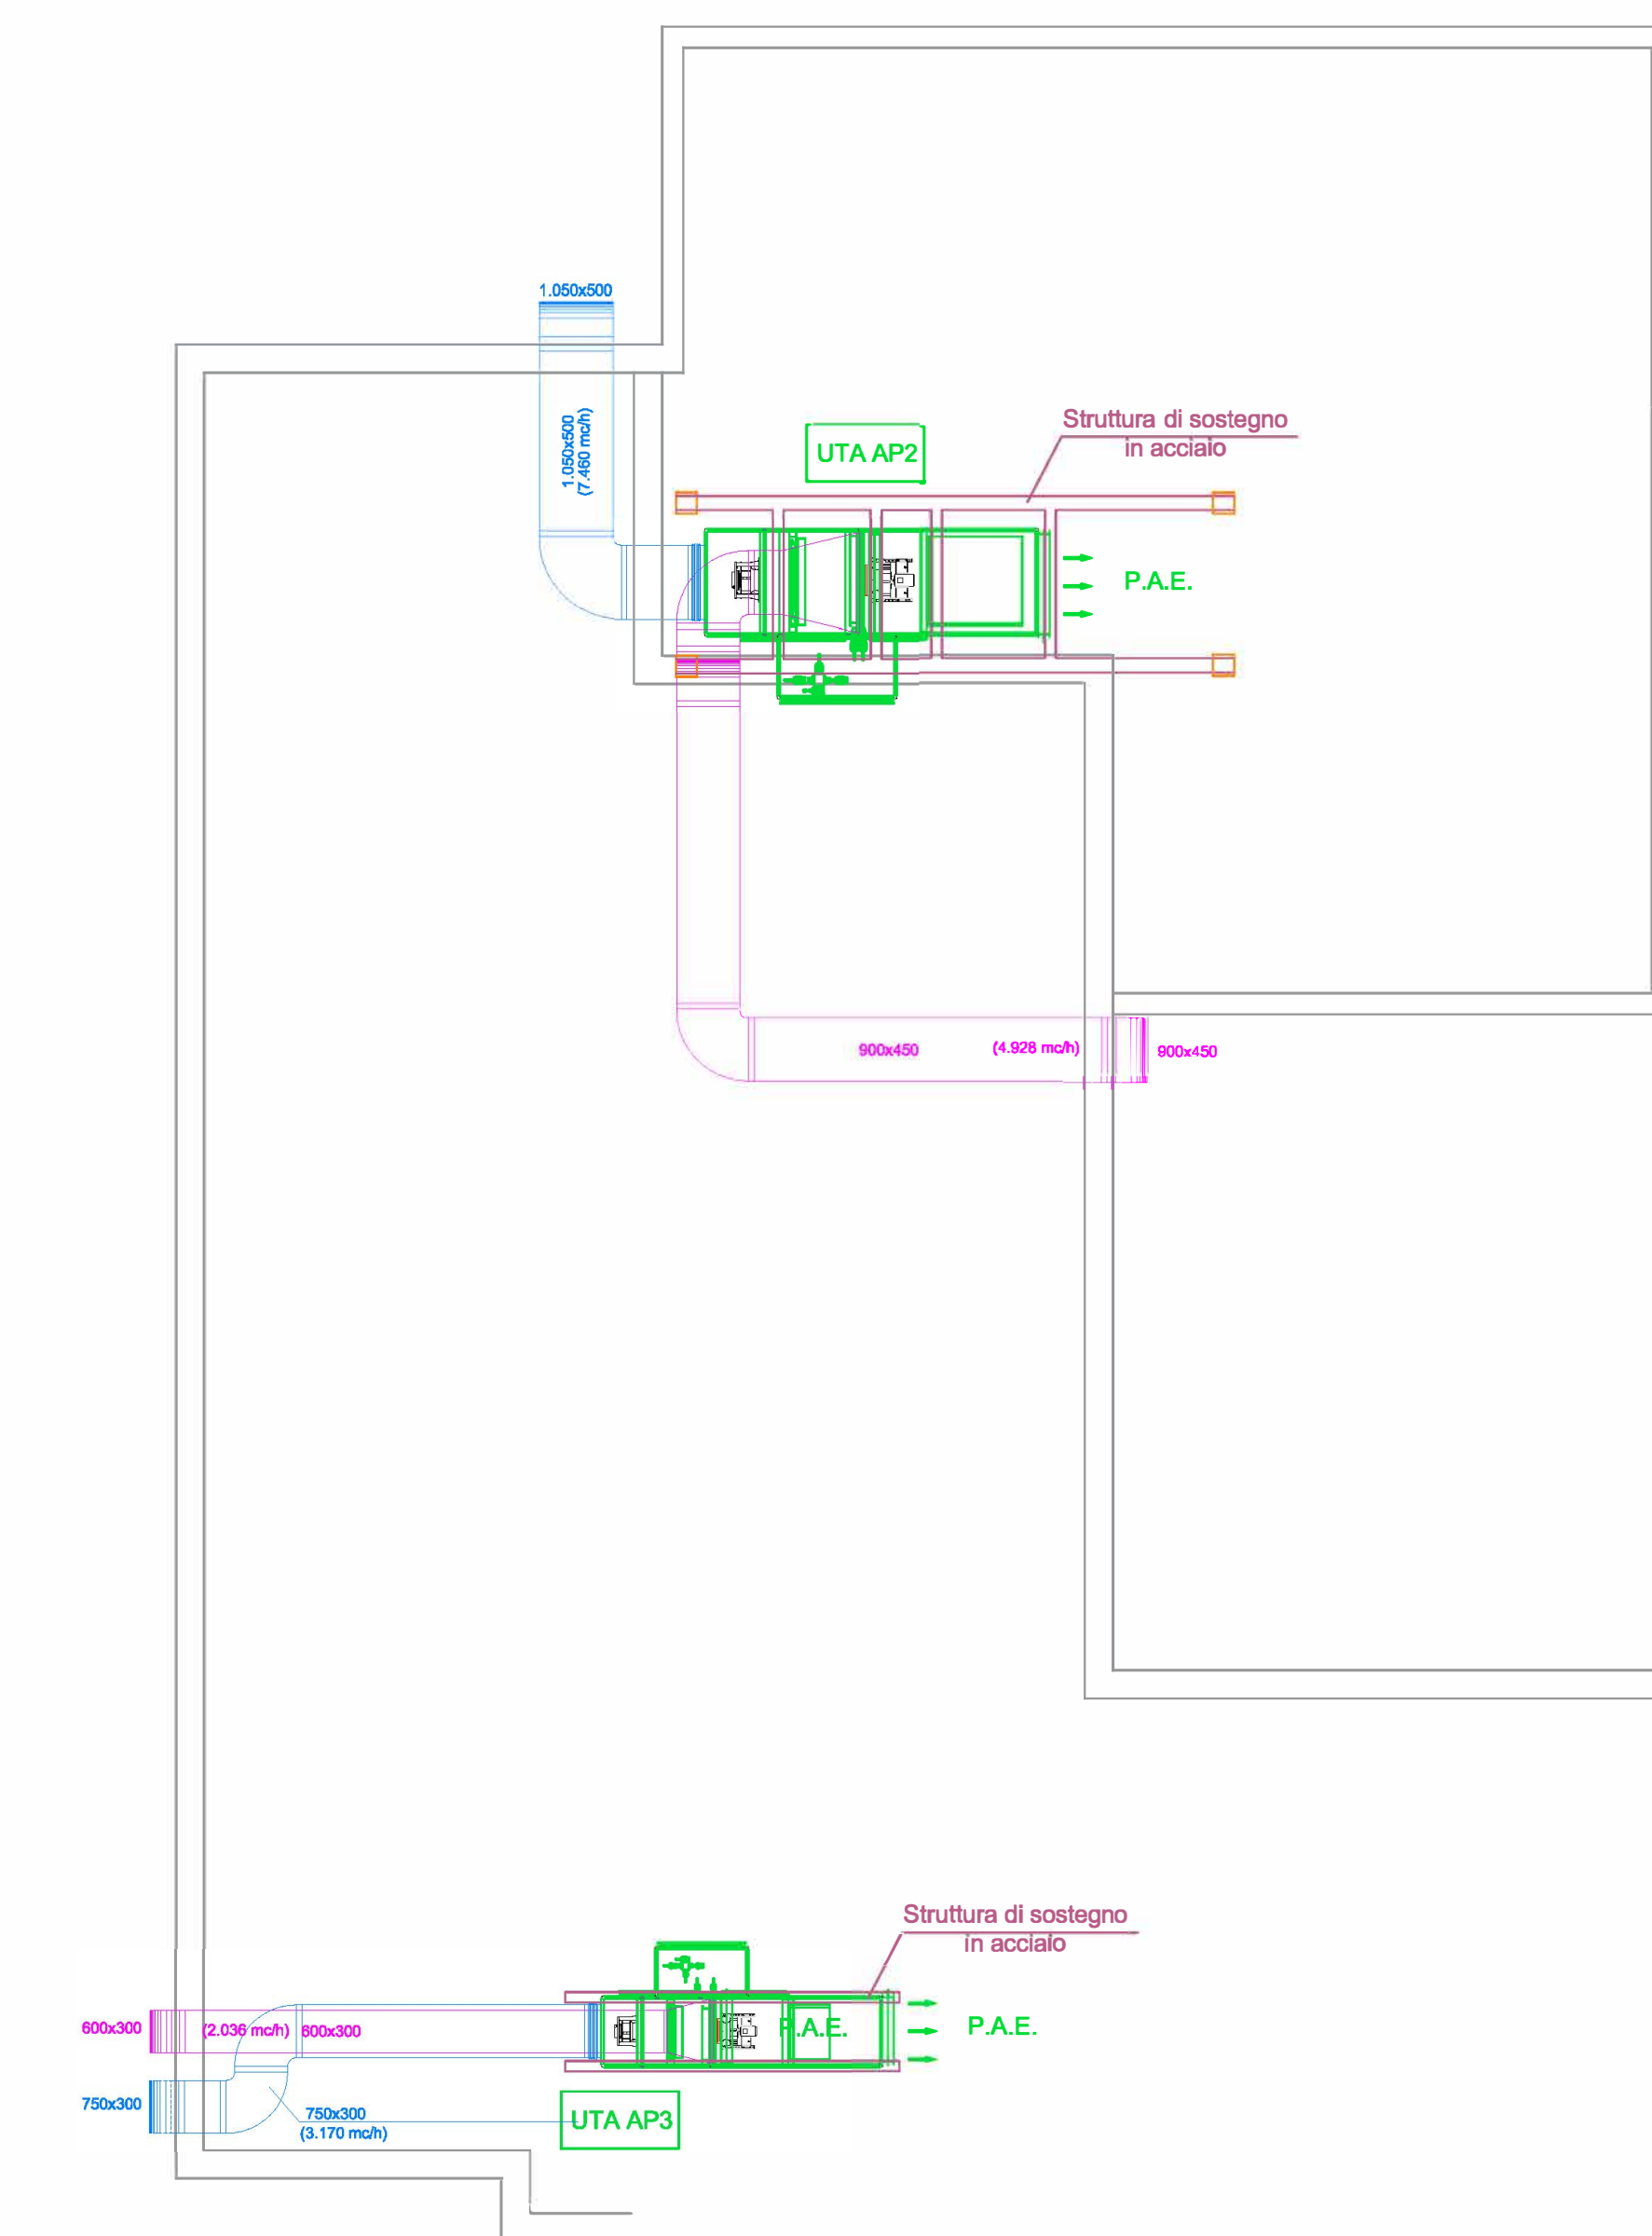 1.050x500
1.050x500
(7.460 mc/h)
UTA AP2
Struttura di sostegno
in acciaio
P.A.E.
900x450
(4.928 mc/h)
900x450
Struttura di sostegno
in acciaio
600x300
(2.036 mc/h)
600x300
P.A.E.
P.A.E.
750x300
750x300
(3.170 mc/h)
UTA AP3